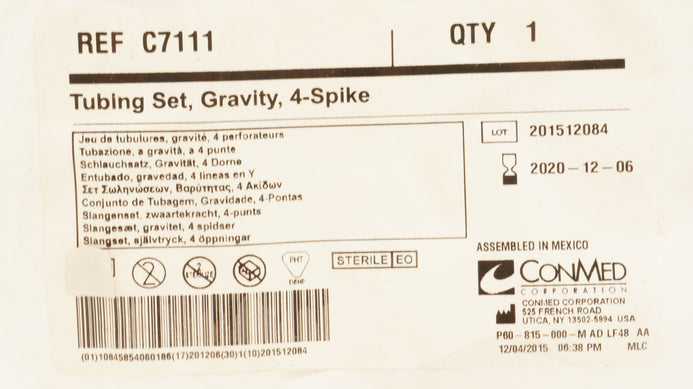 REF C7111
QTY 1
Tubing Set, Gravity, 4-Spike
Jeu de tubulures, gravité, 4 perforateurs
Tubazione, a gravità, a 4 punte
Schlauchsatz, Gravität, 4 Dorne
Entubado, gravedad, 4 lineas en Y
Σετ Σωληνώσεων, Βαρύτητας, 4 Ακίδων
Conjunto de Tubagem, Gravidade, 4-Pontas
Slangenset, zwaartekracht, 4-punts
Slangesæt, gravitet, 4 spidser
Slangset, självtryck, 4 öppningar
LOT 201512084
2020-12-06
2
2
STERILIZE
PHT
DEHP
STERILE EO
ASSEMBLED IN MEXICO
CONMED
CORPORATION
CONMED CORPORATION
525 FRENCH ROAD
UTICA, NY 13502-5994 USA
P60-815-000-M AD LF48 AA
12/04/2015 06:38 PM MLC
(01)10845854060186(17)201206(30)1(10)201512084